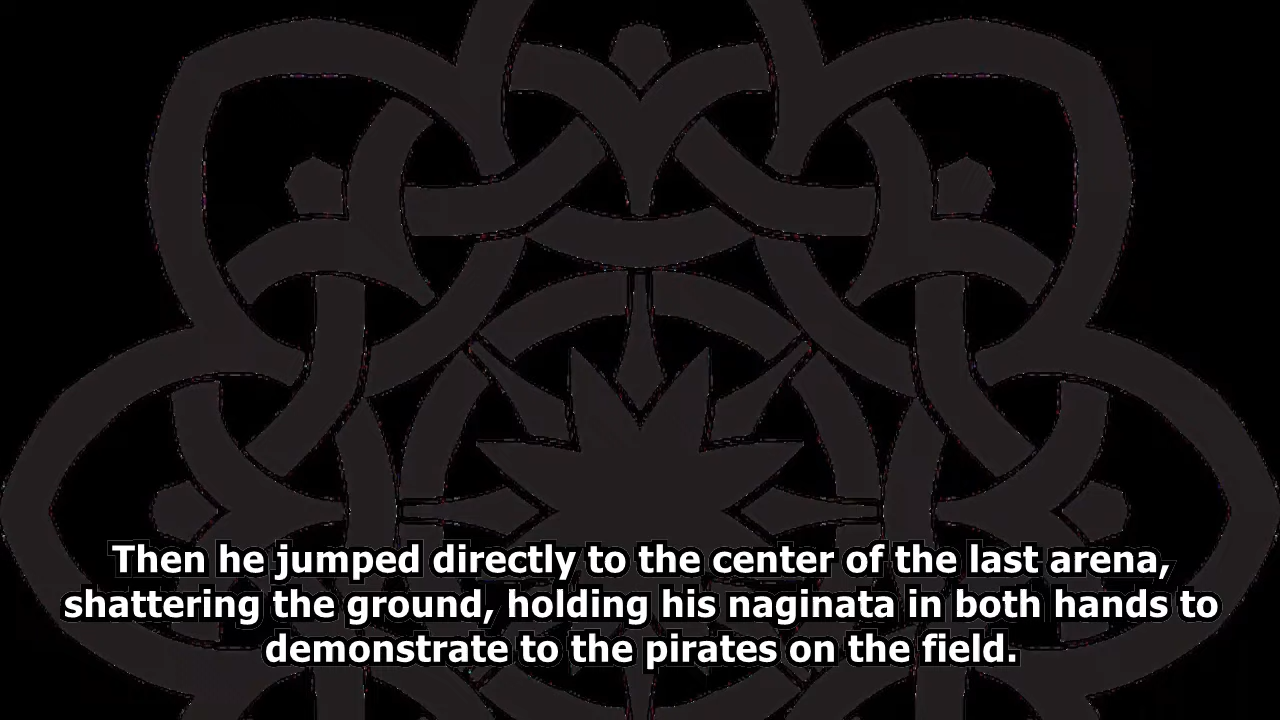 Then he jumped directly to the center of the last arena,
shattering the ground, holding his naginata in both hands to
demonstrate to the pirates on the field.